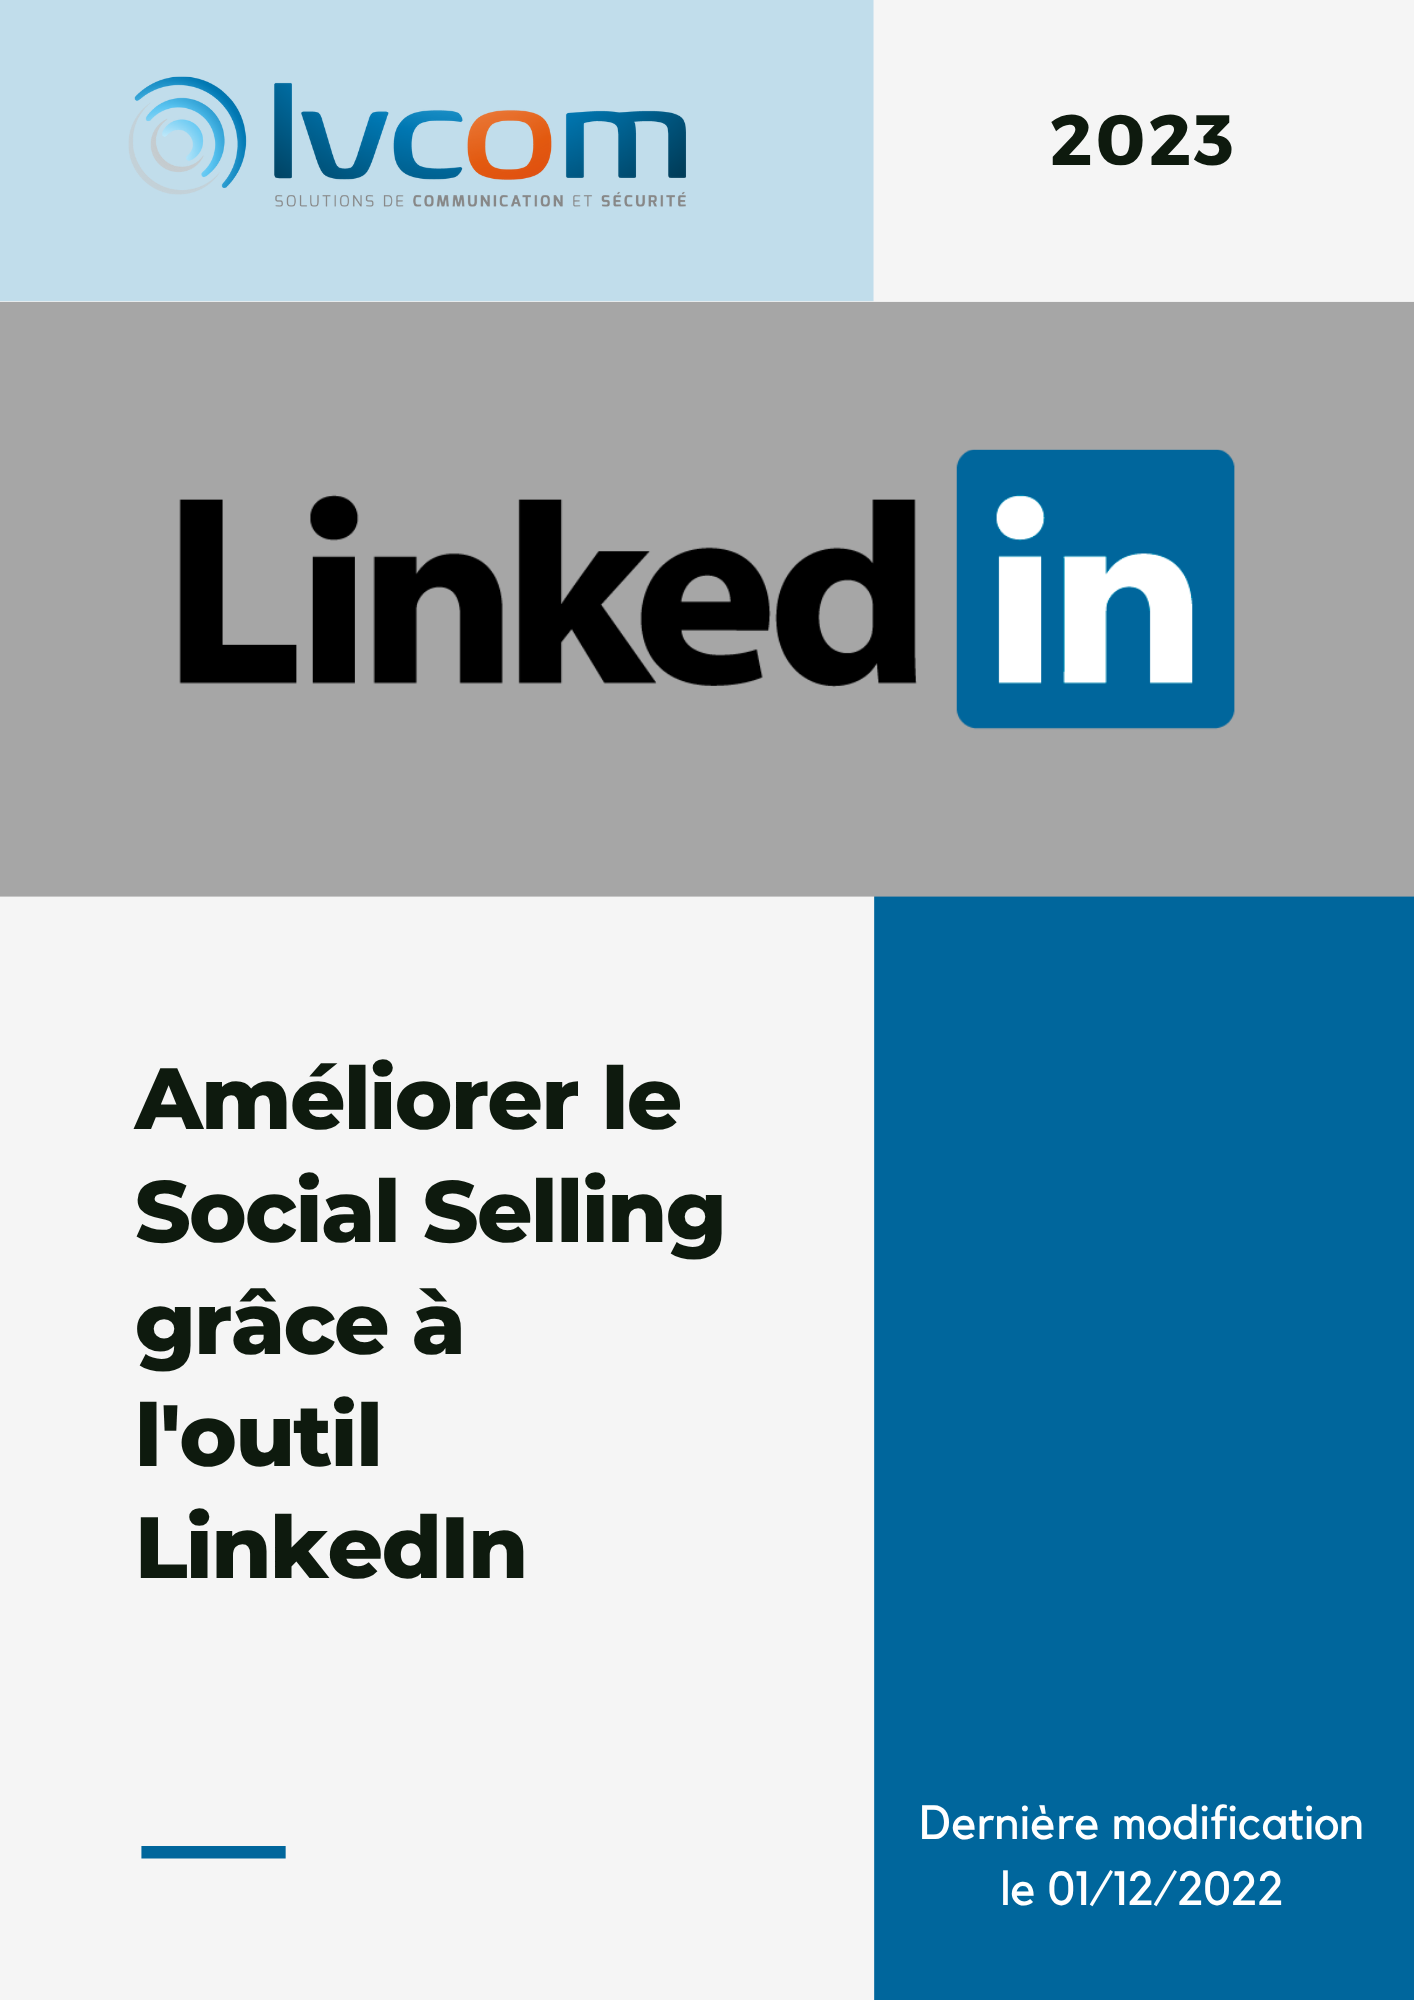 lvcom
SOLUTIONS DE COMMUNICATION ET SÉCURITÉ
2023
Linked in
Améliorer le
Social Selling
grâce à
l'outil
LinkedIn
Dernière modification
le 01/12/2022